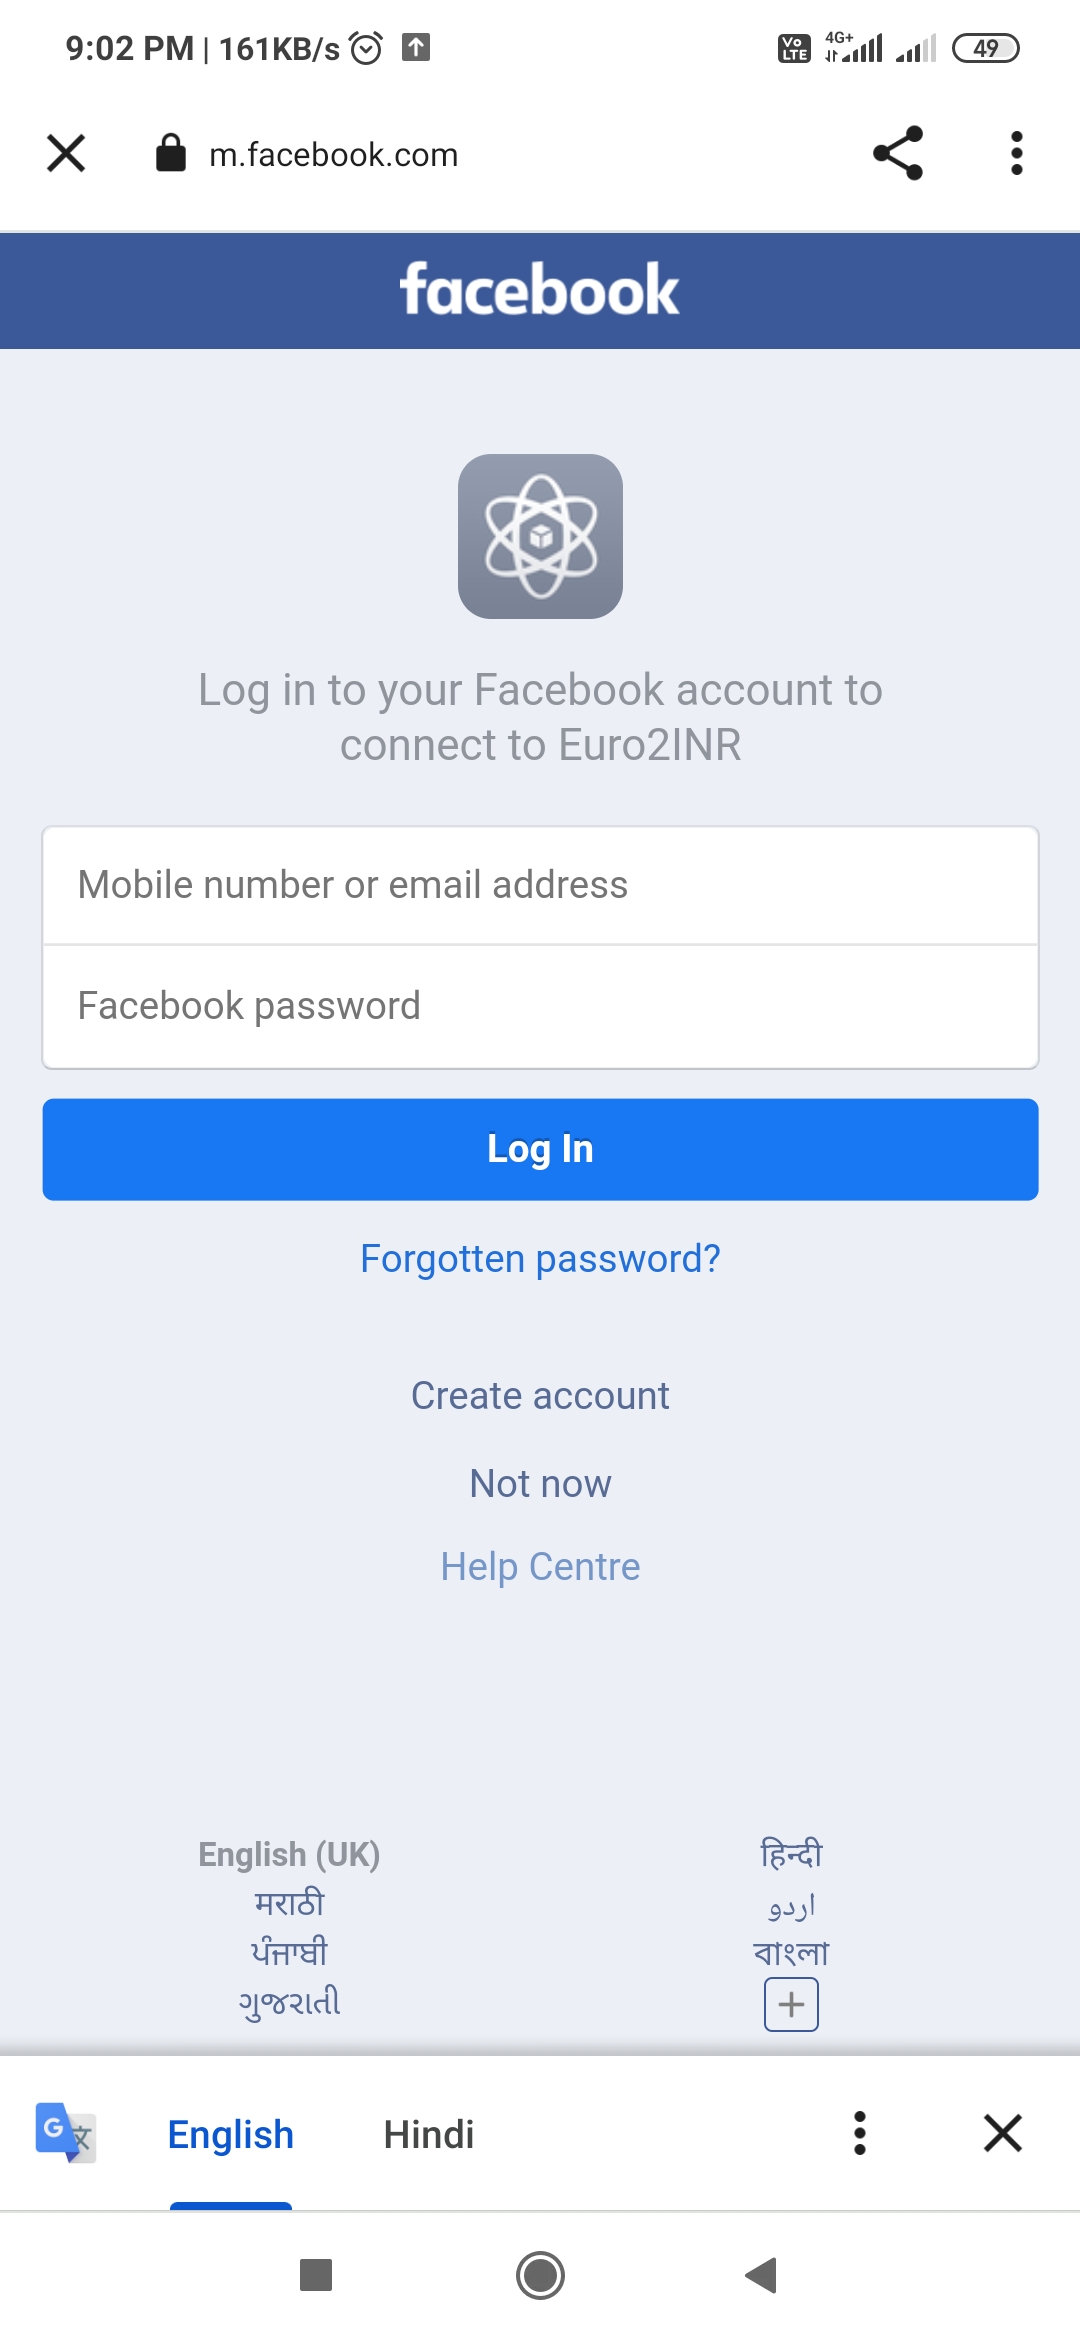 9:02 PM | 161KB/s
Vo LTE 4G+ 49
m.facebook.com
facebook
Log in to your Facebook account to
connect to Euro2INR
Mobile number or email address
Facebook password
Log In
Forgotten password?
Create account
Not now
Help Centre
English (UK) हिन्दी
मराठी اردو
ਪੰਜਾਬੀ বাংলা
ગુજરાતી +
G 文 English Hindi